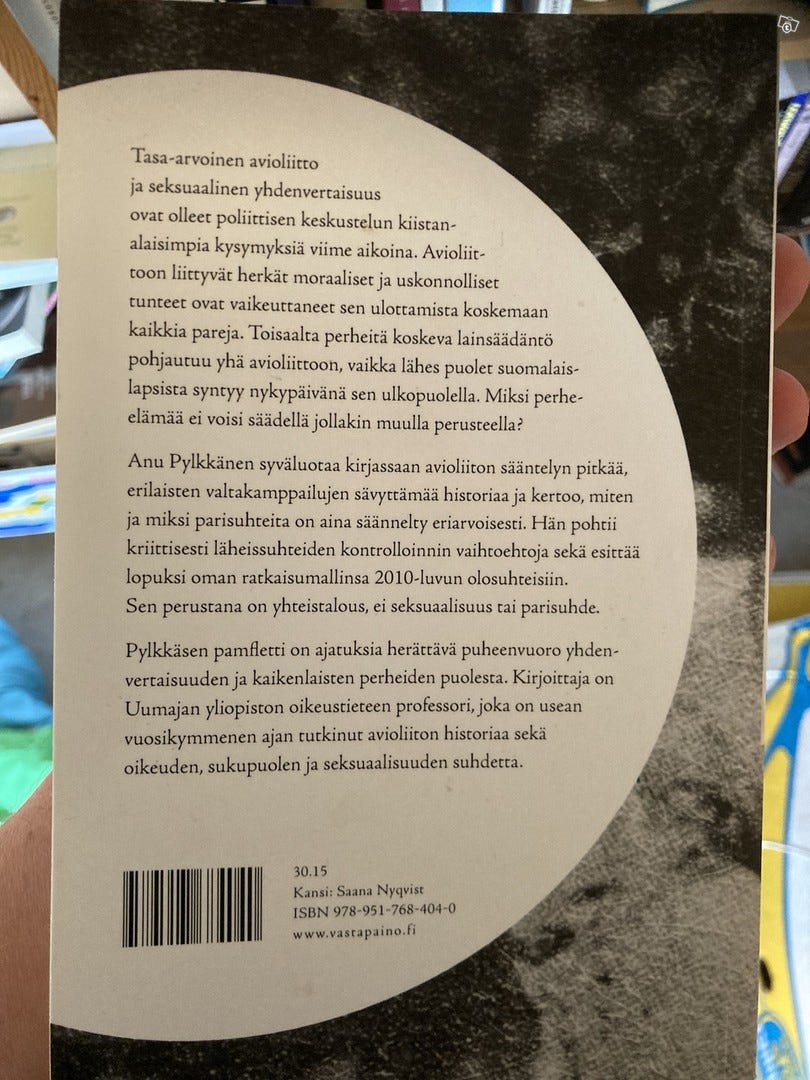 Tasa-arvoinen avioliitto
ja seksuaalinen yhdenvertaisuus
ovat olleet poliittisen keskustelun kiistan-
alaisimpia kysymyksiä viime aikoina. Avioliit-
toon liittyvät herkät moraaliset ja uskonnolliset
tunteet ovat vaikeuttaneet sen ulottamista koskemaan
kaikkia pareja. Toisaalta perheitä koskeva lainsäädäntö
pohjautuu yhä avioliittoon, vaikka lähes puolet suomalais-
lapsista syntyy nykypäivänä sen ulkopuolella. Miksi perhe-
elämää ei voisi säädellä jollakin muulla perusteella?
Anu Pylkkänen syväluotaa kirjassaan avioliiton sääntelyn pitkää,
erilaisten valtakamppailujen sävyttämää historiaa ja kertoo, miten
ja miksi parisuhteita on aina säännelty eriarvoisesti. Hän pohtii
kriittisesti läheissuhteiden kontrolloinnin vaihtoehtoja sekä esittää
lopuksi oman ratkaisumallinsa 2010-luvun olosuhteisiin.
Sen perustana on yhteistalous, ei seksuaalisuus tai parisuhde.
Pylkkäsen pamfletti on ajatuksia herättävä puheenvuoro yhden-
vertaisuuden ja kaikenlaisten perheiden puolesta. Kirjoittaja on
Uumajan yliopiston oikeustieteen professori, joka on usean
vuosikymmenen ajan tutkinut avioliiton historiaa sekä
oikeuden, sukupuolen ja seksuaalisuuden suhdetta.
30.15
Kansi: Saana Nyqvist
ISBN 978-951-768-404-0
www.vastapaino.fi